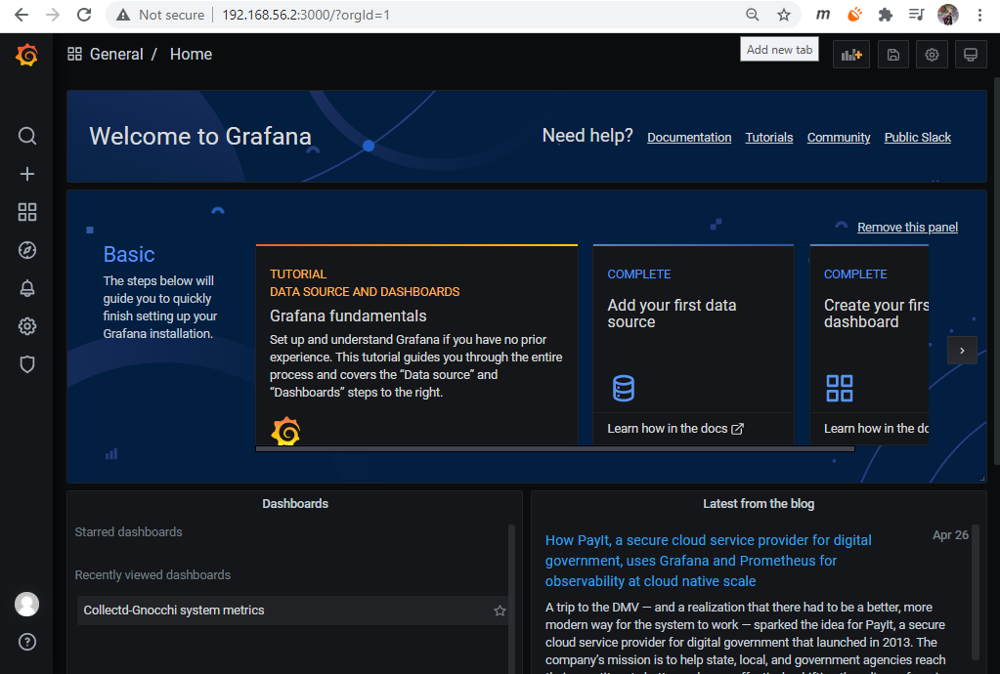 Not secure | 192.168.56.2:3000/?orgId=1
m
General / Home
Add new tab
Welcome to Grafana
Need help? Documentation Tutorials Community Public Slack
Remove this panel
Basic
The steps below will
guide you to quickly
finish setting up your
Grafana installation.
TUTORIAL
DATA SOURCE AND DASHBOARDS
Grafana fundamentals
Set up and understand Grafana if you have no prior
experience. This tutorial guides you through the entire
process and covers the “Data source” and
“Dashboards” steps to the right.
COMPLETE
Add your first data
source
Learn how in the docs
COMPLETE
Create your firs
dashboard
Learn how in the do
Dashboards
Starred dashboards
Recently viewed dashboards
Collectd-Gnocchi system metrics
Latest from the blog
Apr 26
How PayIt, a secure cloud service provider for digital
government, uses Grafana and Prometheus for
observability at cloud native scale
A trip to the DMV — and a realization that there had to be a better, more
modern way for the system to work — sparked the idea for PayIt, a secure
cloud service provider for digital government that launched in 2013. The
company’s mission is to help state, local, and government agencies reach